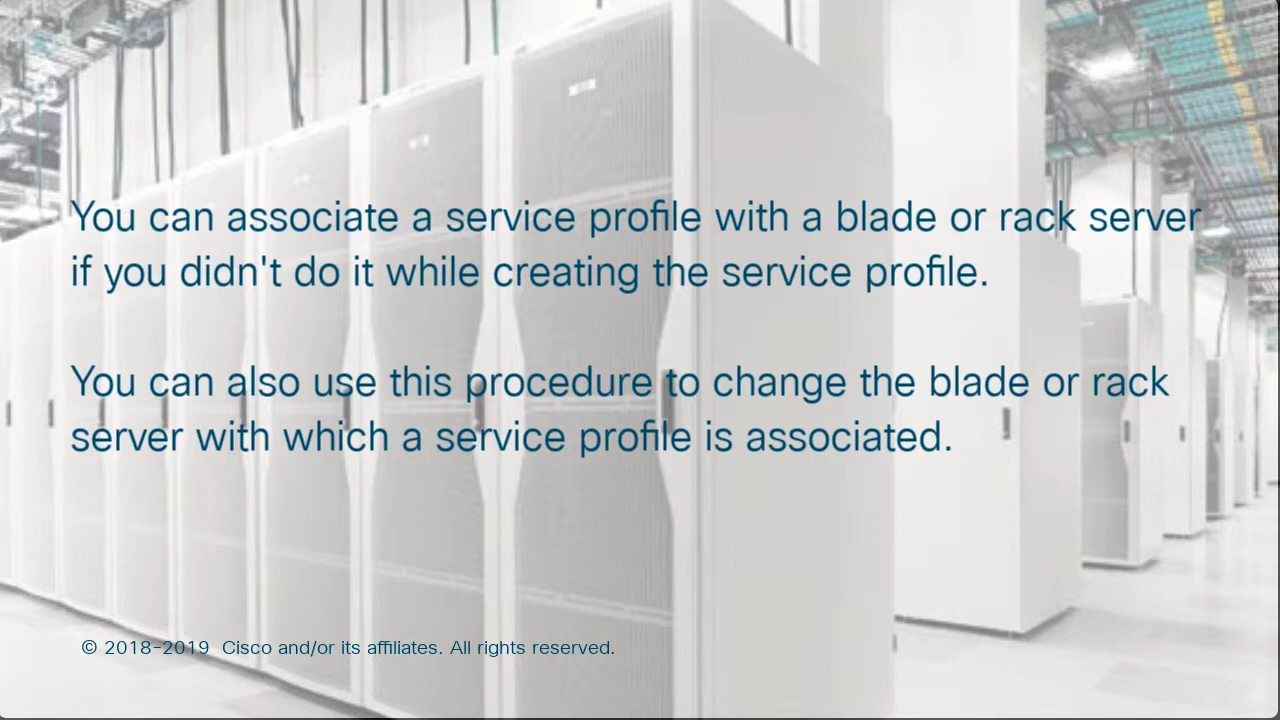 You can associate a service profile with a blade or rack server
if you didn't do it while creating the service profile.
You can also use this procedure to change the blade or rack
server with which a service profile is associated.
© 2018-2019 Cisco and/or its affiliates. All rights reserved.